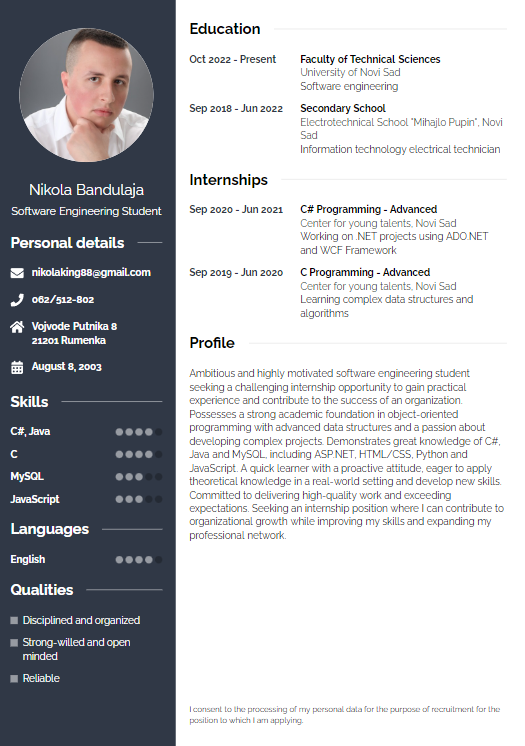 Nikola Bandulaja
Software Engineering Student
Personal details
nikolaking88@gmail.com
062/512-802
Vojvode Putnika 8
21201 Rumenka
August 8, 2003
Skills
C#, Java
C
MySQL
JavaScript
Languages
English
Qualities
Disciplined and organized
Strong-willed and open
minded
Reliable
Education
Oct 2022 - Present
Faculty of Technical Sciences
University of Novi Sad
Software engineering
Sep 2018 - Jun 2022
Secondary School
Electrotechnical School "Mihajlo Pupin", Novi
Sad
Information technology electrical technician
Internships
Sep 2020 - Jun 2021
C# Programming - Advanced
Center for young talents, Novi Sad
Working on .NET projects using ADO.NET
and WCF Framework
Sep 2019 - Jun 2020
C Programming - Advanced
Center for young talents, Novi Sad
Learning complex data structures and
algorithms
Profile
Ambitious and highly motivated software engineering student
seeking a challenging internship opportunity to gain practical
experience and contribute to the success of an organization.
Possesses a strong academic foundation in object-oriented
programming with advanced data structures and a passion about
developing complex projects. Demonstrates great knowledge of C#,
Java and MySQL, including ASP.NET, HTML/CSS, Python and
JavaScript. A quick learner with a proactive attitude, eager to apply
theoretical knowledge in a real-world setting and develop new skills.
Committed to delivering high-quality work and exceeding
expectations. Seeking an internship position where I can contribute to
organizational growth while improving my skills and expanding my
professional network.
I consent to the processing of my personal data for the purpose of recruitment for the
position to which I am applying.